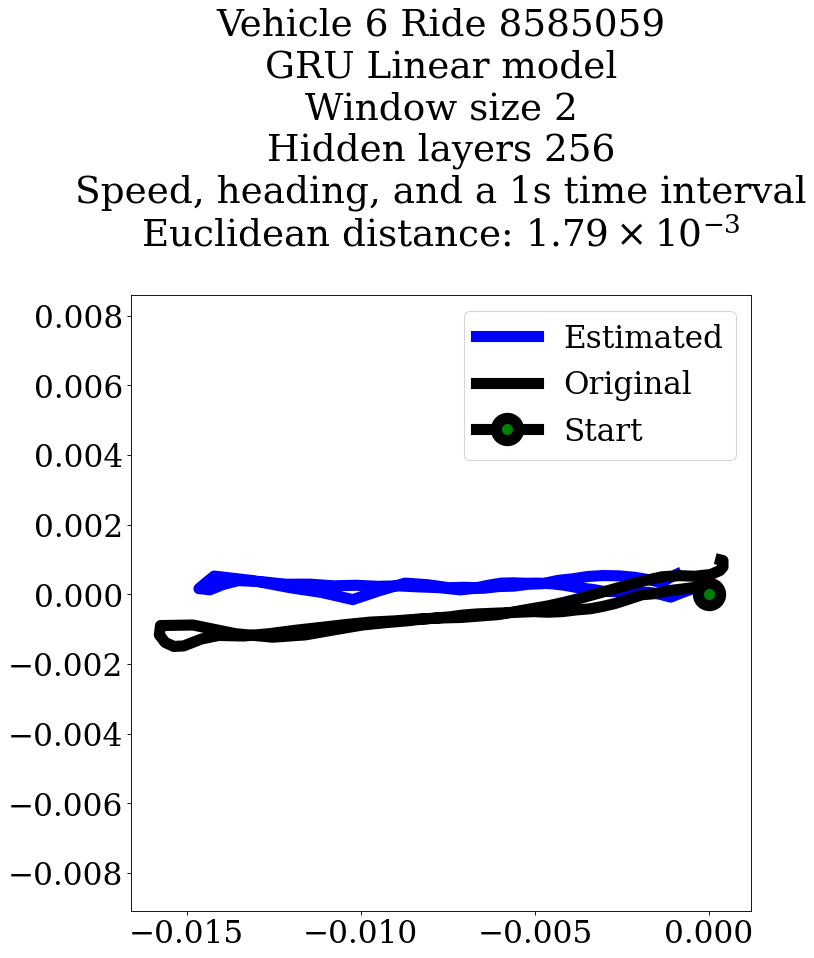 Vehicle 6 Ride 8585059
GRU Linear model
Window size 2
Hidden layers 256
Speed, heading, and a 1s time interval
Euclidean distance: 1.79 × 10⁻³
Estimated
Original
Start
0.008
0.006
0.004
0.002
0.000
−0.002
−0.004
−0.006
−0.008
−0.015 −0.010 −0.005 0.000